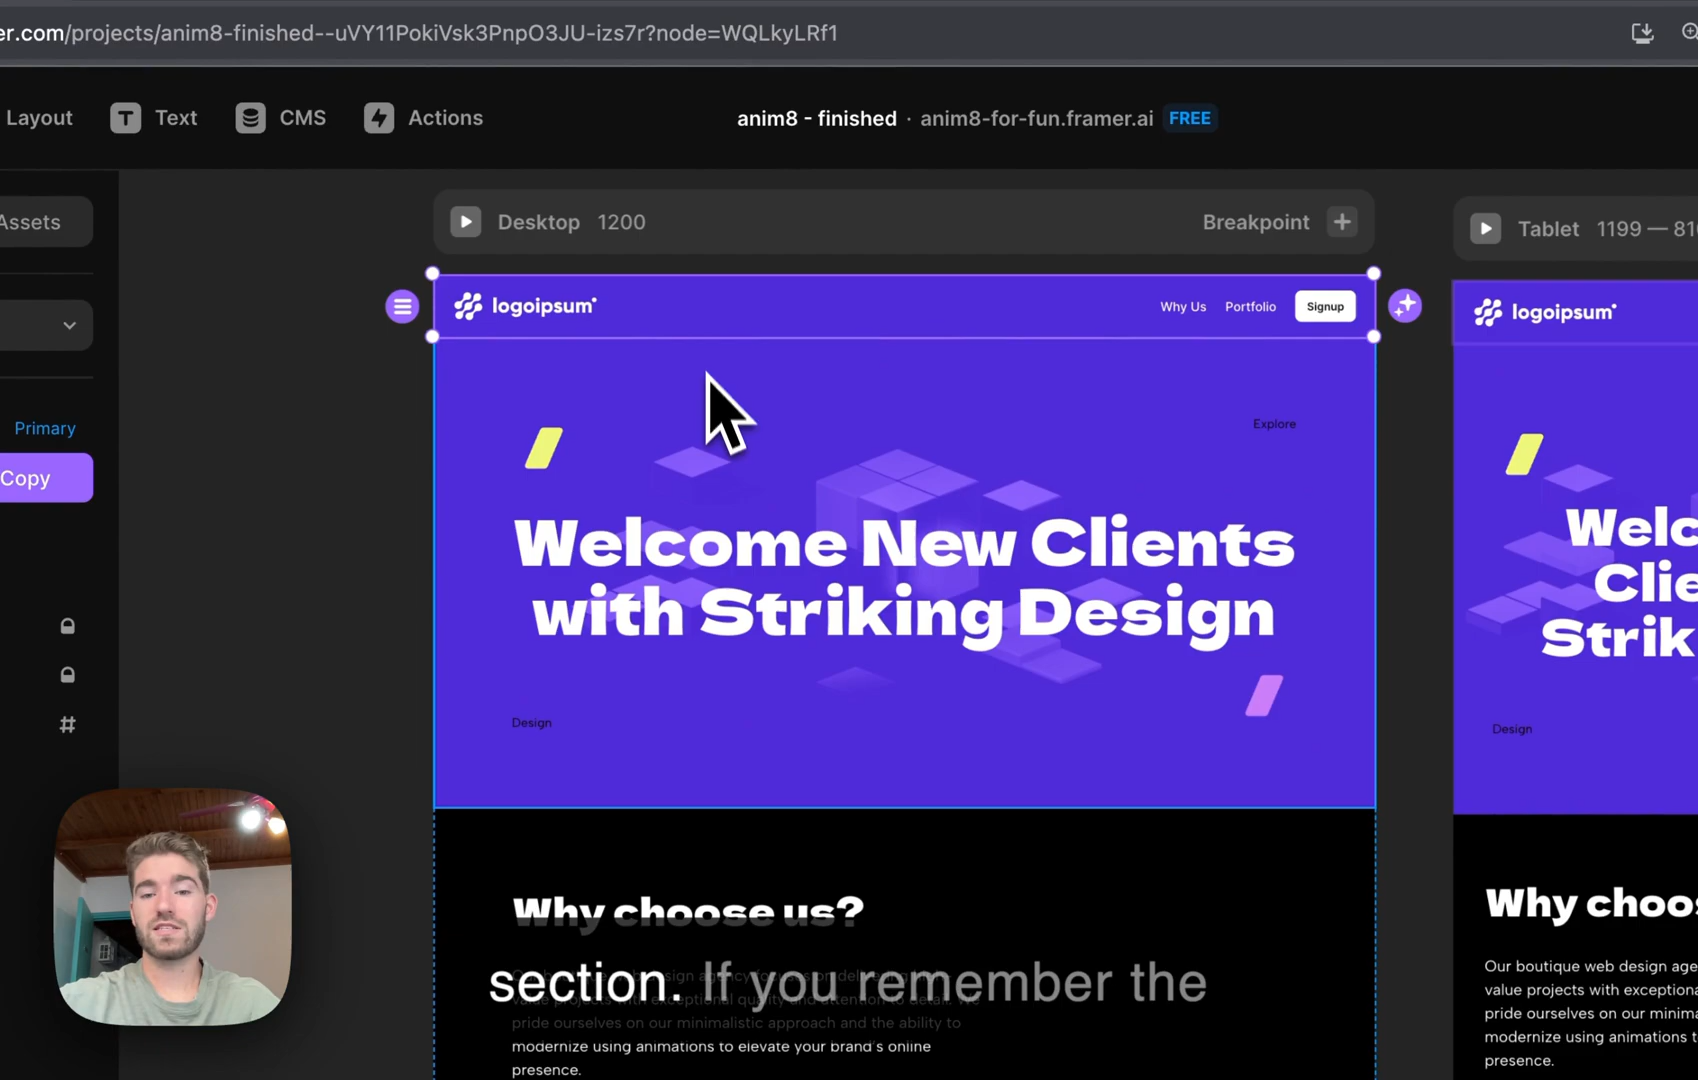 er.com/projects/anim8-finished--uVY11PokiVsk3PnpO3JU-izs7r?node=WQLkyLRf1
Layout
Text
CMS
Actions
anim8 - finished · anim8-for-fun.framer.ai
FREE
Assets
Desktop 1200
Breakpoint
Tablet 1199 — 810
logoipsum
Why Us
Portfolio
Signup
logoipsum
Primary
Copy
Explore
Welcome New Clients
with Striking Design
Design
Welc
Clie
Strik
Design
Why choose us?
section. If you remember the
pride ourselves on our minimalistic approach and the ability to
modernize using animations to elevate your brand's online
presence.
Why choos
Our boutique web design age
value projects with exceptiona
pride ourselves on our minima
modernize using animations t
presence.